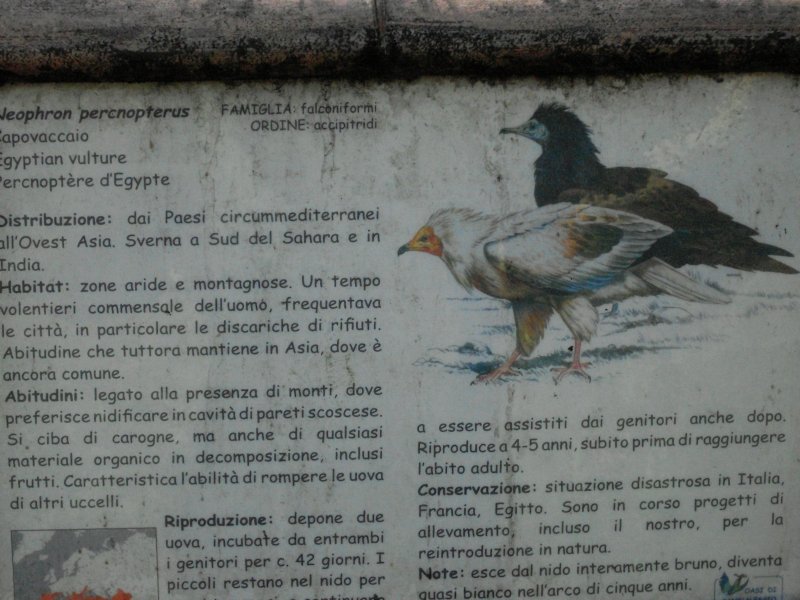 Neophron percnopterus
Capovaccaio
Egyptian vulture
Percnoptère d'Egypte
FAMIGLIA: falconiformi
ORDINE: accipitridi
Distribuzione: dai Paesi circummediterranei
all'Ovest Asia. Sverna a Sud del Sahara e in
India.
Habitat: zone aride e montagnose. Un tempo
volentieri commensale dell'uomo, frequentava
le città, in particolare le discariche di rifiuti.
Abitudine che tuttora mantiene in Asia, dove è
ancora comune.
Abitudini: legato alla presenza di monti, dove
preferisce nidificare in cavità di pareti scoscese.
Si ciba di carogne, ma anche di qualsiasi
materiale organico in decomposizione, inclusi
frutti. Caratteristica l'abilità di rompere le uova
di altri uccelli.
Riproduzione: depone due
uova, incubate da entrambi
i genitori per c. 42 giorni. I
piccoli restano nel nido per
a essere assistiti dai genitori anche dopo.
Riproduce a 4-5 anni, subito prima di raggiungere
l'abito adulto.
Conservazione: situazione disastrosa in Italia,
Francia, Egitto. Sono in corso progetti di
allevamento, incluso il nostro, per la
reintroduzione in natura.
Note: esce dal nido interamente bruno, diventa
quasi bianco nell'arco di cinque anni.
OASI DI